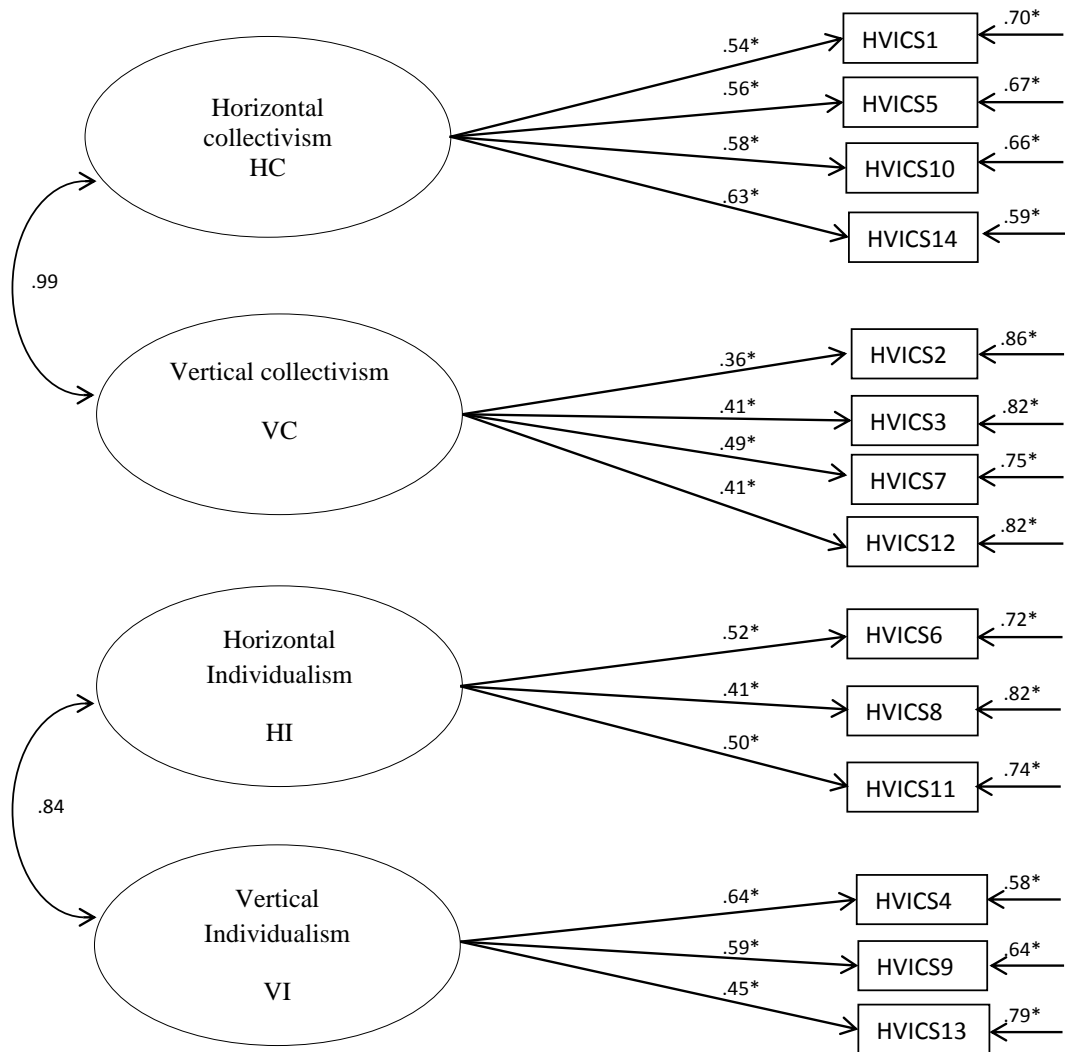 .54*
HVICS1
.70*
Horizontal
collectivism
HC
.56*
HVICS5
.67*
.58*
HVICS10
.66*
.63*
HVICS14
.59*
.99
Vertical collectivism
VC
.36*
HVICS2
.86*
.41*
HVICS3
.82*
.49*
HVICS7
.75*
.41*
HVICS12
.82*
Horizontal
Individualism
HI
.52*
HVICS6
.72*
.41*
HVICS8
.82*
.50*
HVICS11
.74*
.84
Vertical
Individualism
VI
.64*
HVICS4
.58*
.59*
HVICS9
.64*
.45*
HVICS13
.79*